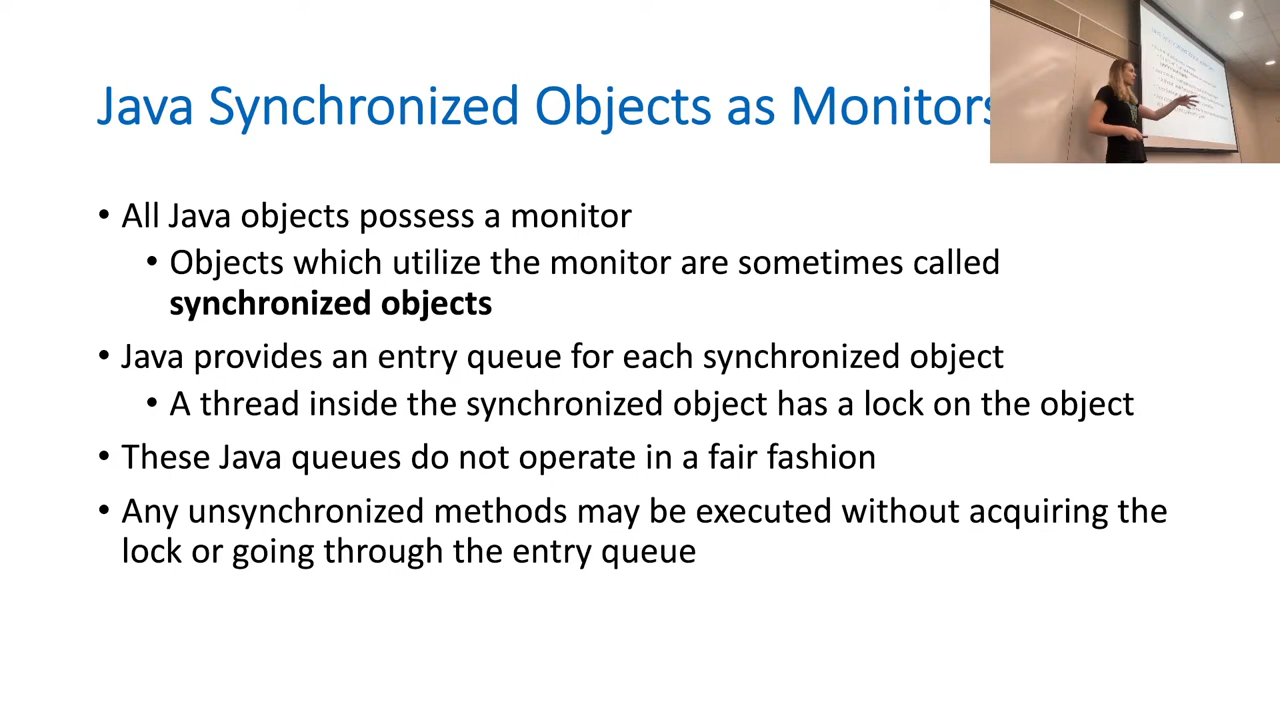 Java Synchronized Objects as Monitors
• All Java objects possess a monitor
• Objects which utilize the monitor are sometimes called
synchronized objects
• Java provides an entry queue for each synchronized object
• A thread inside the synchronized object has a lock on the object
• These Java queues do not operate in a fair fashion
• Any unsynchronized methods may be executed without acquiring the
lock or going through the entry queue